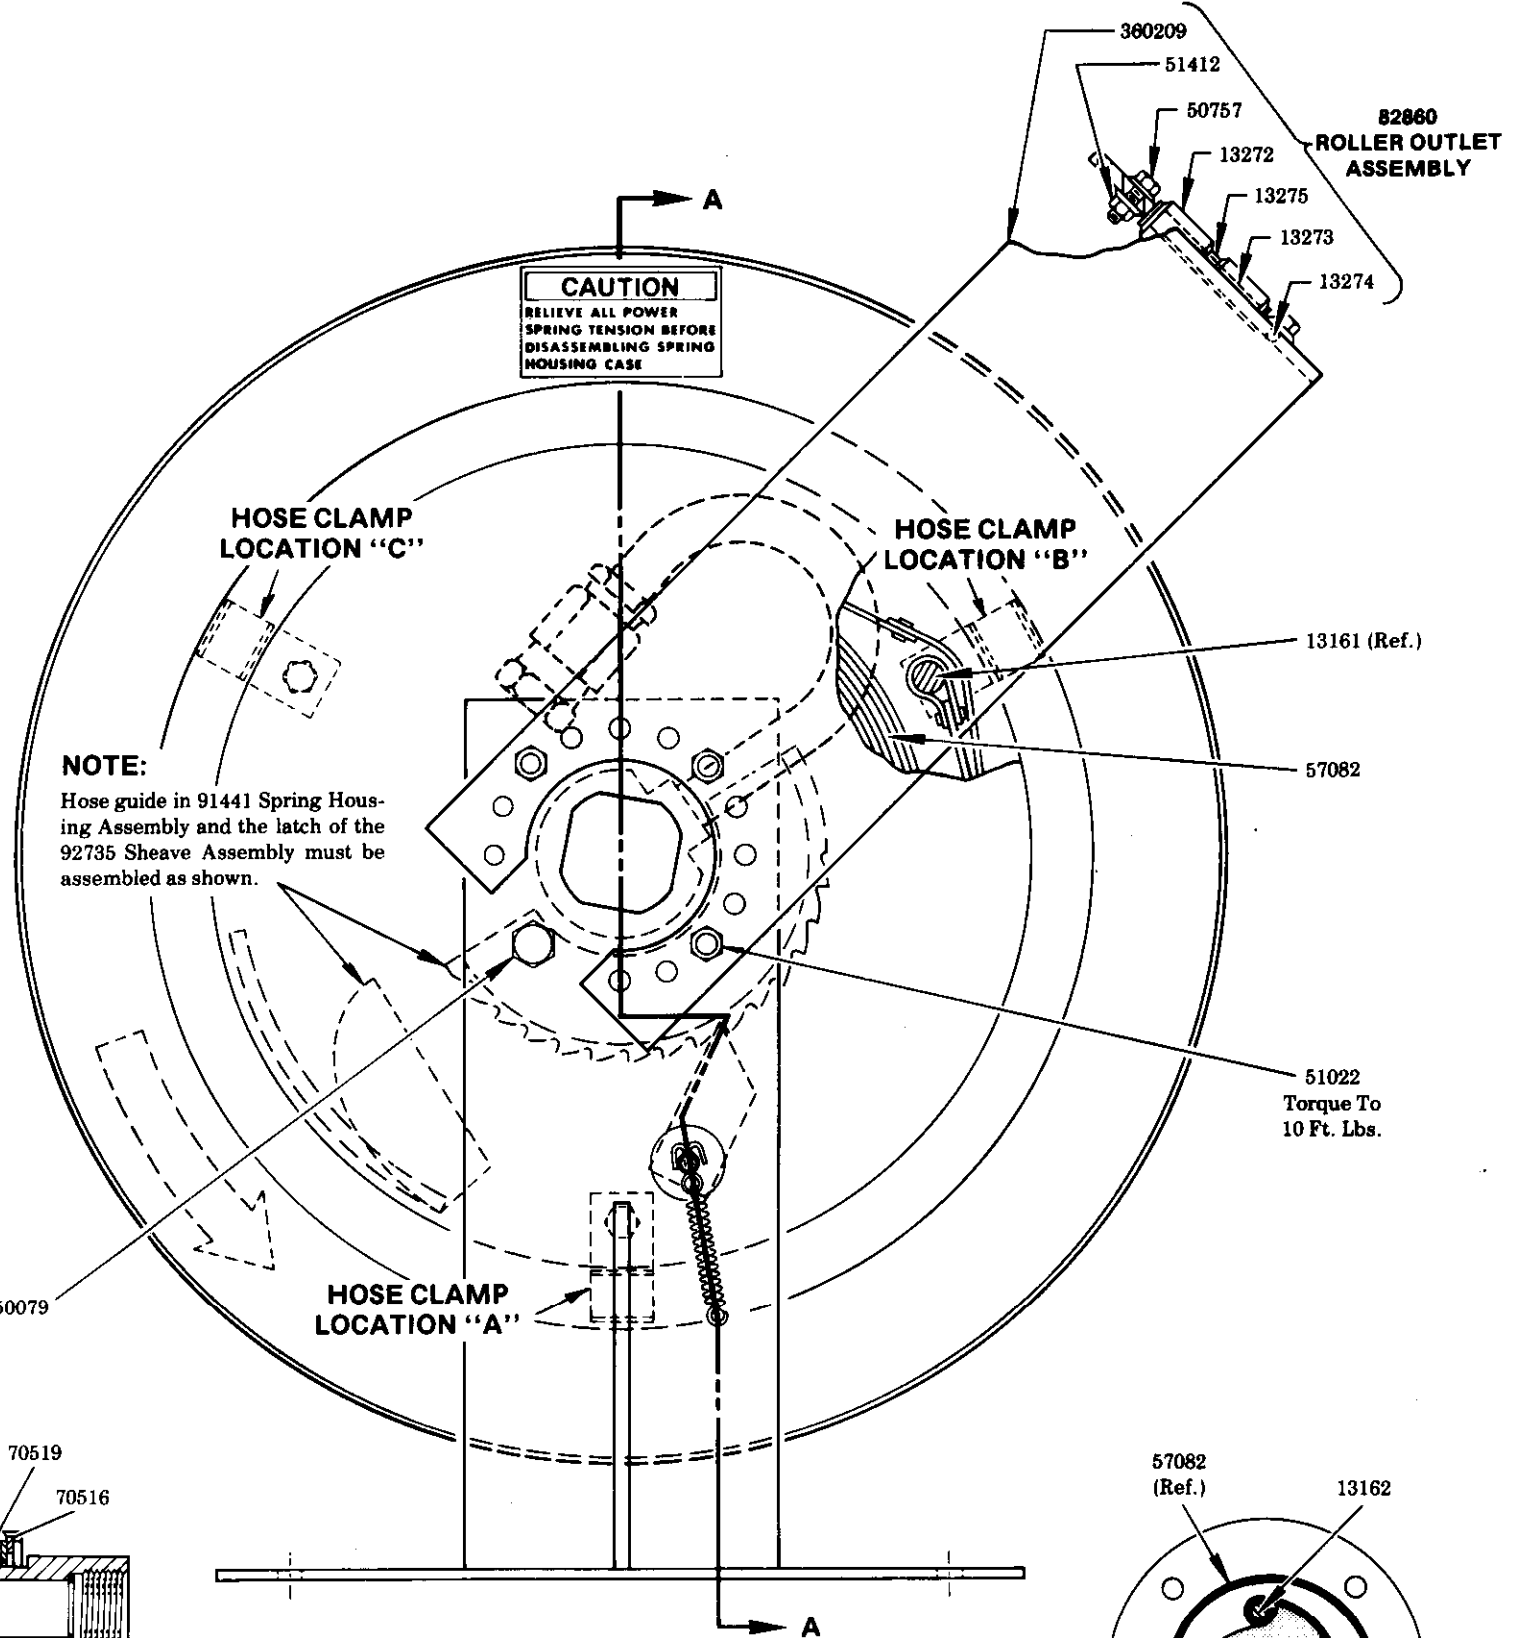 360209
51412
50757
13272
13275
13273
13274
82860
ROLLER OUTLET
ASSEMBLY
A
CAUTION
RELIEVE ALL POWER
SPRING TENSION BEFORE
DISASSEMBLING SPRING
HOUSING CASE
HOSE CLAMP
LOCATION “C”
HOSE CLAMP
LOCATION “B”
13161 (Ref.)
57082
NOTE:
Hose guide in 91441 Spring Hous-
ing Assembly and the latch of the
92735 Sheave Assembly must be
assembled as shown.
51022
Torque To
10 Ft. Lbs.
HOSE CLAMP
LOCATION “A”
50079
70519
70516
57082
(Ref.)
13162
A